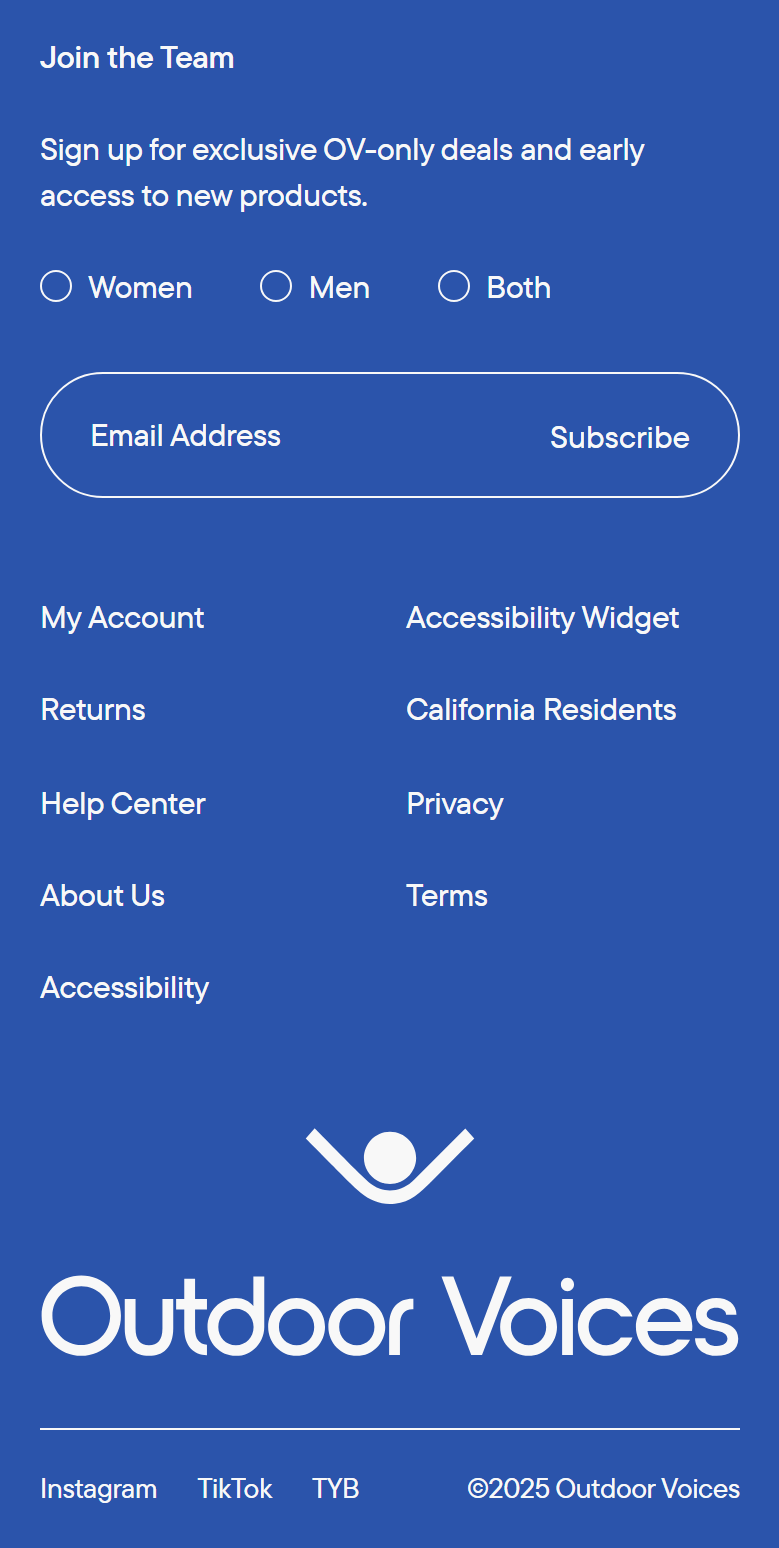 Join the Team
Sign up for exclusive OV-only deals and early
access to new products.
Women Men Both
Email Address Subscribe
My Account
Returns
Help Center
About Us
Accessibility
Accessibility Widget
California Residents
Privacy
Terms
Outdoor Voices
Instagram TikTok TYB ©2025 Outdoor Voices